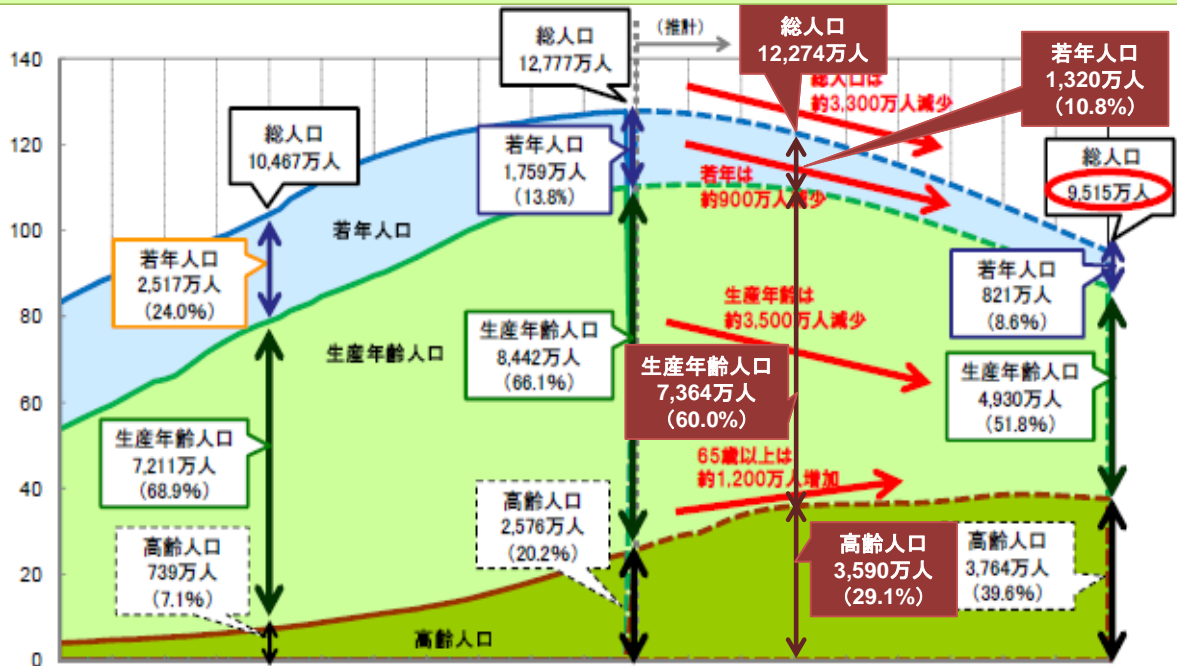 140
120
100
80
60
40
20
0
総人口
10,467万人
若年人口
2,517万人
(24.0%)
生産年齢人口
7,211万人
(68.9%)
高齢人口
739万人
(7.1%)
若年人口
生産年齢人口
高齢人口
総人口
12,777万人
(推計)
若年人口
1,759万人
(13.8%)
生産年齢人口
8,442万人
(66.1%)
高齢人口
2,576万人
(20.2%)
総人口
12,274万人
総人口は
約3,300万人減少
若年は
約900万人減少
生産年齢は
約3,500万人減少
65歳以上は
約1,200万人増加
若年人口
1,320万人
(10.8%)
生産年齢人口
7,364万人
(60.0%)
高齢人口
3,590万人
(29.1%)
総人口
9,515万人
若年人口
821万人
(8.6%)
生産年齢人口
4,930万人
(51.8%)
高齢人口
3,764万人
(39.6%)